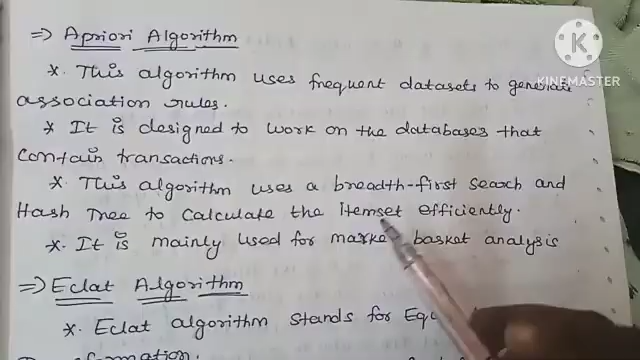 ⇒ Apriori Algorithm
K
KINEMASTER
*. This algorithm uses frequent datasets to generate
association rules.
* It is designed to work on the databases that
contain transactions.
* This algorithm uses a breadth-first search and
Hash Tree to calculate the itemset efficiently.
*. It is mainly used for market basket analysis
⇒ Eclat Algorithm
*. Eclat algorithm stands for